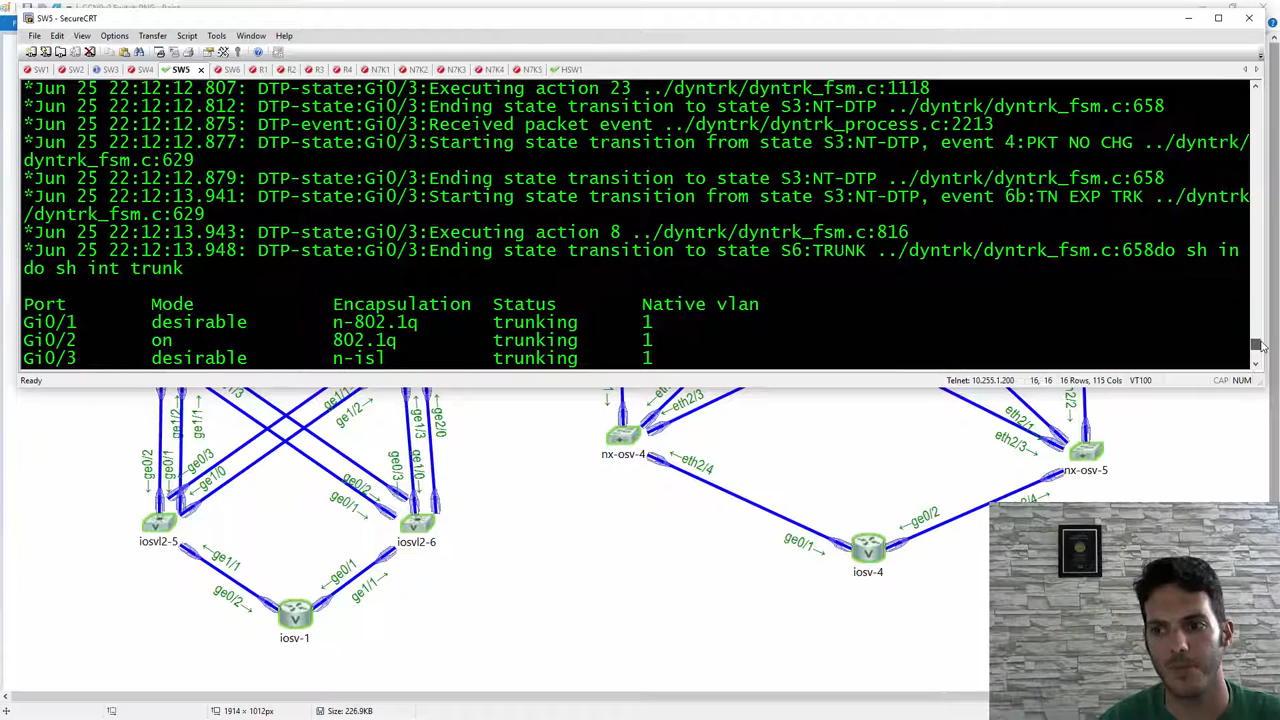 SW5 - SecureCRT
File Edit View Options Transfer Script Tools Window Help
SW1 SW2 SW3 SW4 SW5 x SW6 R1 R2 R3 R4 N7K1 N7K2 N7K3 N7K4 N7K5 HSW1
*Jun 25 22:12:12.807: DTP-state:Gi0/3:Executing action 23 ../dyntrk/dyntrk_fsm.c:1118
*Jun 25 22:12:12.812: DTP-state:Gi0/3:Ending state transition to state S3:NT-DTP ../dyntrk/dyntrk_fsm.c:658
*Jun 25 22:12:12.875: DTP-event:Gi0/3:Received packet event ../dyntrk/dyntrk_process.c:2213
*Jun 25 22:12:12.877: DTP-state:Gi0/3:Starting state transition from state S3:NT-DTP, event 4:PKT NO CHG ../dyntrk/
dyntrk_fsm.c:629
*Jun 25 22:12:12.879: DTP-state:Gi0/3:Ending state transition to state S3:NT-DTP ../dyntrk/dyntrk_fsm.c:658
*Jun 25 22:12:13.941: DTP-state:Gi0/3:Starting state transition from state S3:NT-DTP, event 6b:TN EXP TRK ../dyntrk
/dyntrk_fsm.c:629
*Jun 25 22:12:13.943: DTP-state:Gi0/3:Executing action 8 ../dyntrk/dyntrk_fsm.c:816
*Jun 25 22:12:13.948: DTP-state:Gi0/3:Ending state transition to state S6:TRUNK ../dyntrk/dyntrk_fsm.c:658do sh in
do sh int trunk
Port Mode Encapsulation Status Native vlan
Gi0/1 desirable n-802.1q trunking 1
Gi0/2 on 802.1q trunking 1
Gi0/3 desirable n-isl trunking 1
Ready Telnet: 10.255.1.200 16, 16 16 Rows, 115 Cols VT100 CAP NUM
ge1/2
ge1/1
ge1/1
ge1/2
ge1/3
ge2/0
eth2/3
eth2/1
eth2/3
nx-osv-4
nx-osv-5
←ge0/2
←ge0/1
←ge0/3
←ge1/0
ge0/3→
ge1/0→
ge0/2→
ge0/1→
←eth2/4
iosvl2-5
iosvl2-6
←ge0/2
ge0/1→
←ge1/1
ge0/2→
←ge0/1
ge1/1→
iosv-4
iosv-1
1914 × 1012px Size: 226.9KB